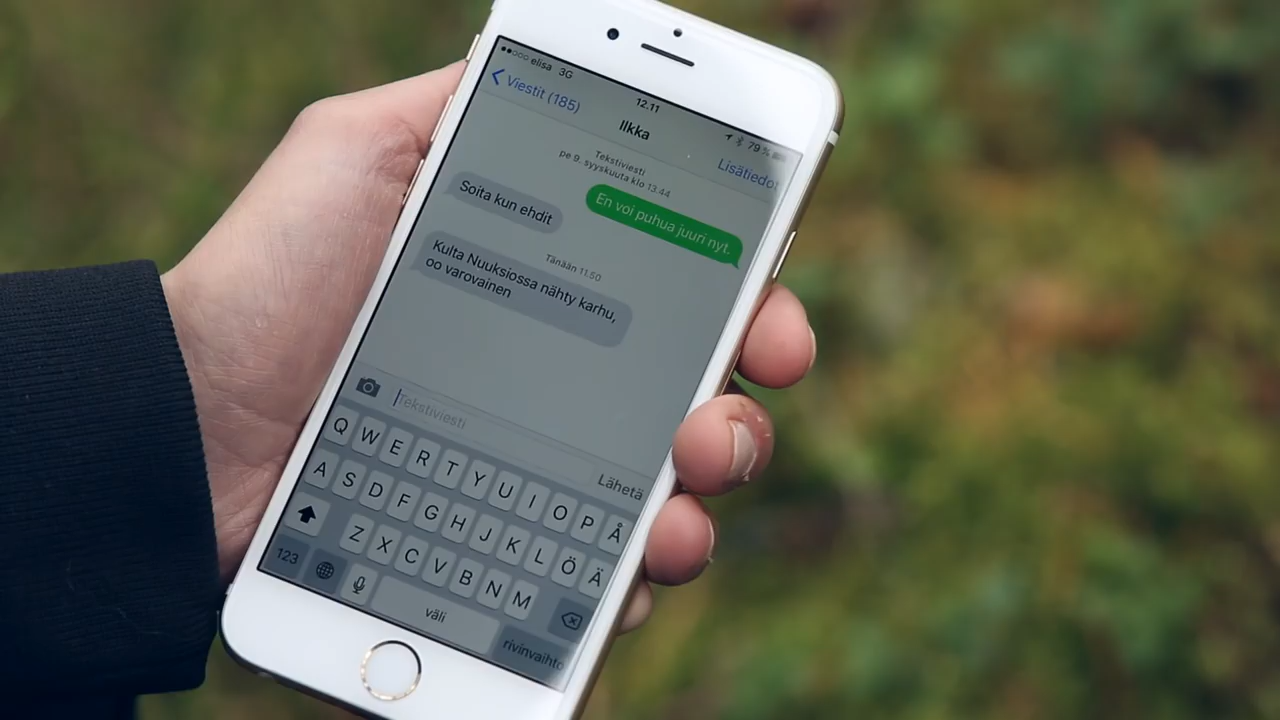 elisa 3G
12.11
79 %
Viestit (185)
Ilkka
Lisätiedot
Tekstiviesti
pe 9. syyskuuta klo 13.44
En voi puhua juuri nyt.
Soita kun ehdit
Tänään 11.50
Kulta Nuuksiossa nähty karhu,
oo varovainen
Tekstiviesti
Lähetä
Q W E R T Y U I O P Å
A S D F G H J K L Ö Ä
Z X C V B N M
123
väli
rivinvaihto